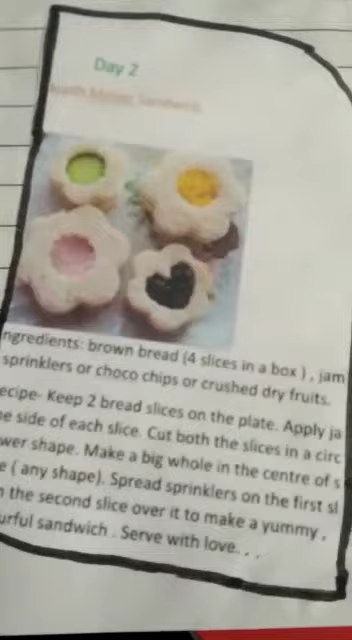 Day 2
Sandwich
ngredients: brown bread (4 slices in a box ) , jam
sprinklers or choco chips or crushed dry fruits.
ecipe- Keep 2 bread slices on the plate. Apply ja
e side of each slice. Cut both the slices in a circ
wer shape. Make a big whole in the centre of s
e ( any shape). Spread sprinklers on the first sl
n the second slice over it to make a yummy ,
urful sandwich . Serve with love. . ,